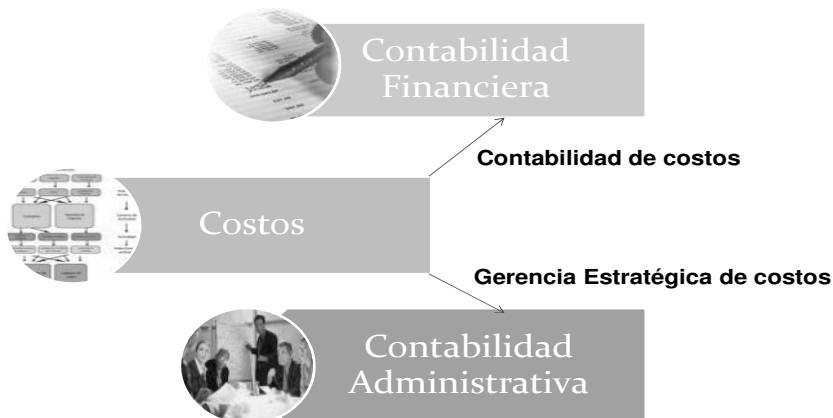 Contabilidad
Financiera
Contabilidad de costos
Costos
Gerencia Estratégica de costos
Contabilidad
Administrativa